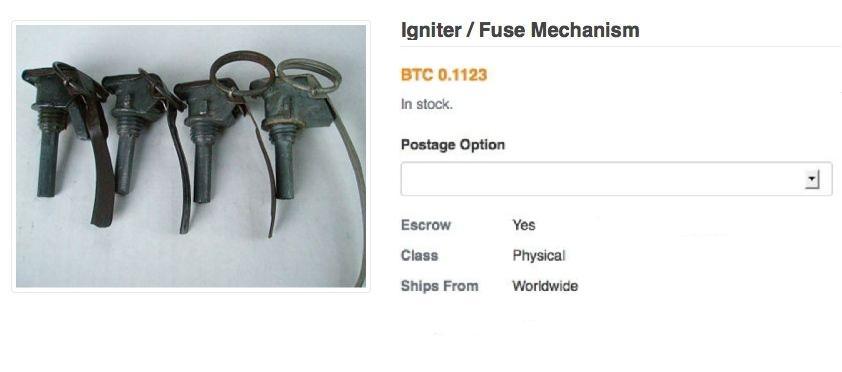 Igniter / Fuse Mechanism
BTC 0.1123
In stock.
Postage Option
Escrow Yes
Class Physical
Ships From Worldwide